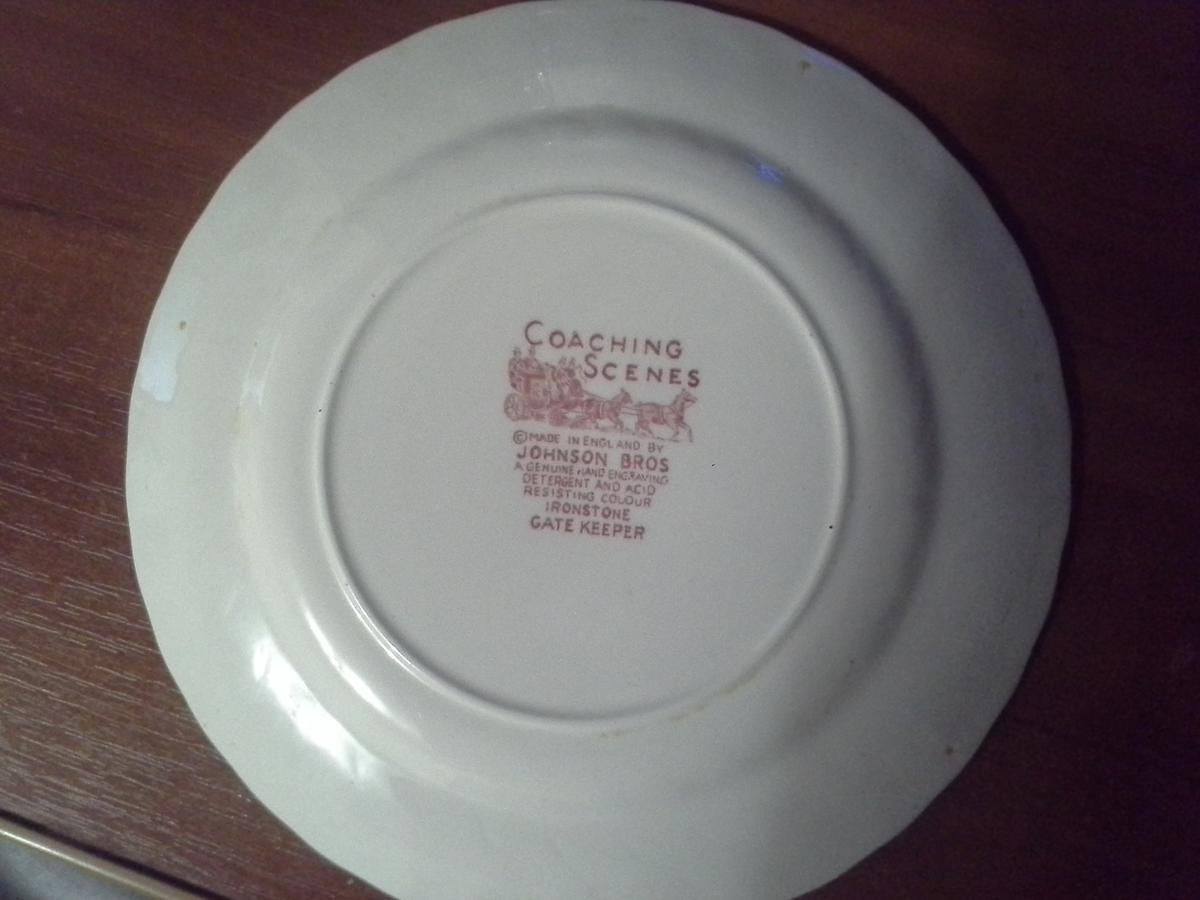 COACHING
SCENES
© MADE IN ENGLAND BY
JOHNSON BROS
A GENUINE HAND ENGRAVING
DETERGENT AND ACID
RESISTING COLOUR
IRONSTONE
GATE KEEPER